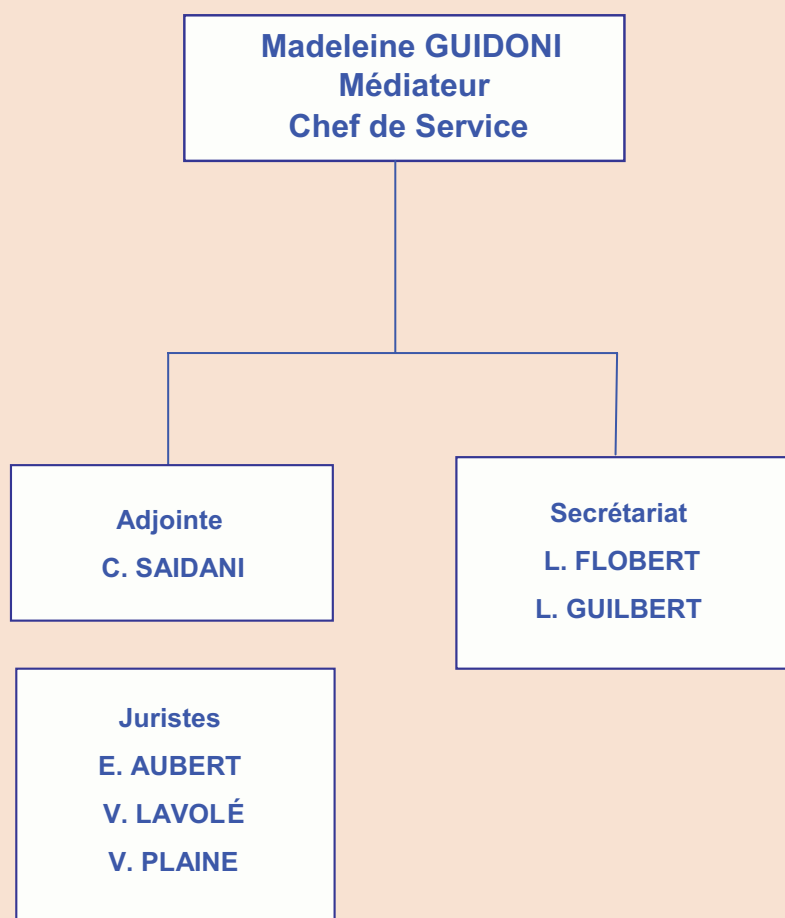 Madeleine GUIDONI
Médiateur
Chef de Service
Adjointe
C. SAIDANI
Secrétariat
L. FLOBERT
L. GUILBERT
Juristes
E. AUBERT
V. LAVOLÉ
V. PLAINE